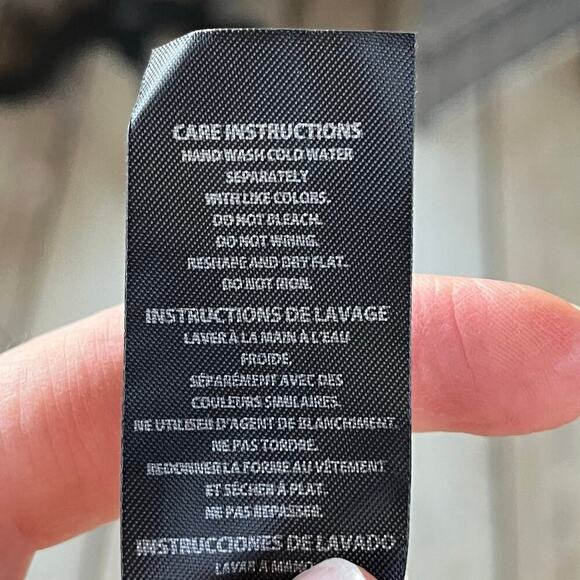 CARE INSTRUCTIONS
HAND WASH COLD WATER
SEPARATELY
WITH LIKE COLORS.
DO NOT BLEACH.
DO NOT WRING.
RESHAPE AND DRY FLAT.
DO NOT IRON.
INSTRUCTIONS DE LAVAGE
LAVER À LA MAIN À L'EAU
FROIDE.
SÉPARÉMENT AVEC DES
COULEURS SIMILAIRES.
NE UTILISER D'AGENT DE BLANCHIMENT.
NE PAS TORDRE.
REDONNER LA FORME AU VÊTEMENT
ET SÉCHER À PLAT.
NE PAS REPASSER.
INSTRUCCIONES DE LAVADO
LAVAR A MANO